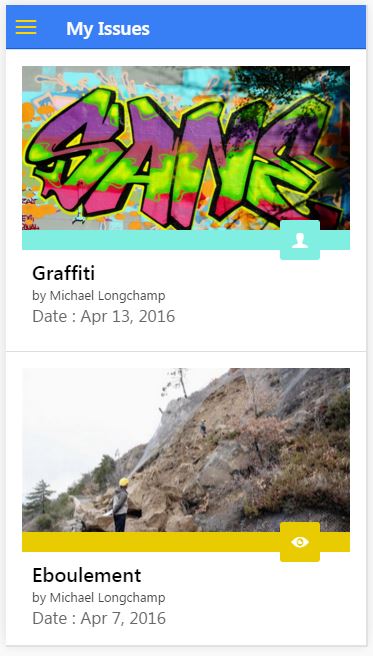 My Issues
SANE
Graffiti
by Michael Longchamp
Date : Apr 13, 2016
Eboulement
by Michael Longchamp
Date : Apr 7, 2016